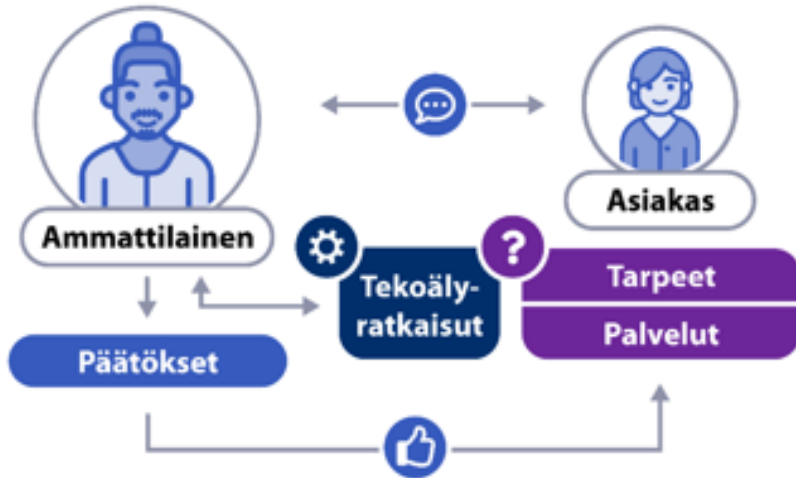 Ammattilainen
Asiakas
Tekoäly-
ratkaisut
?
Tarpeet
Palvelut
Päätökset